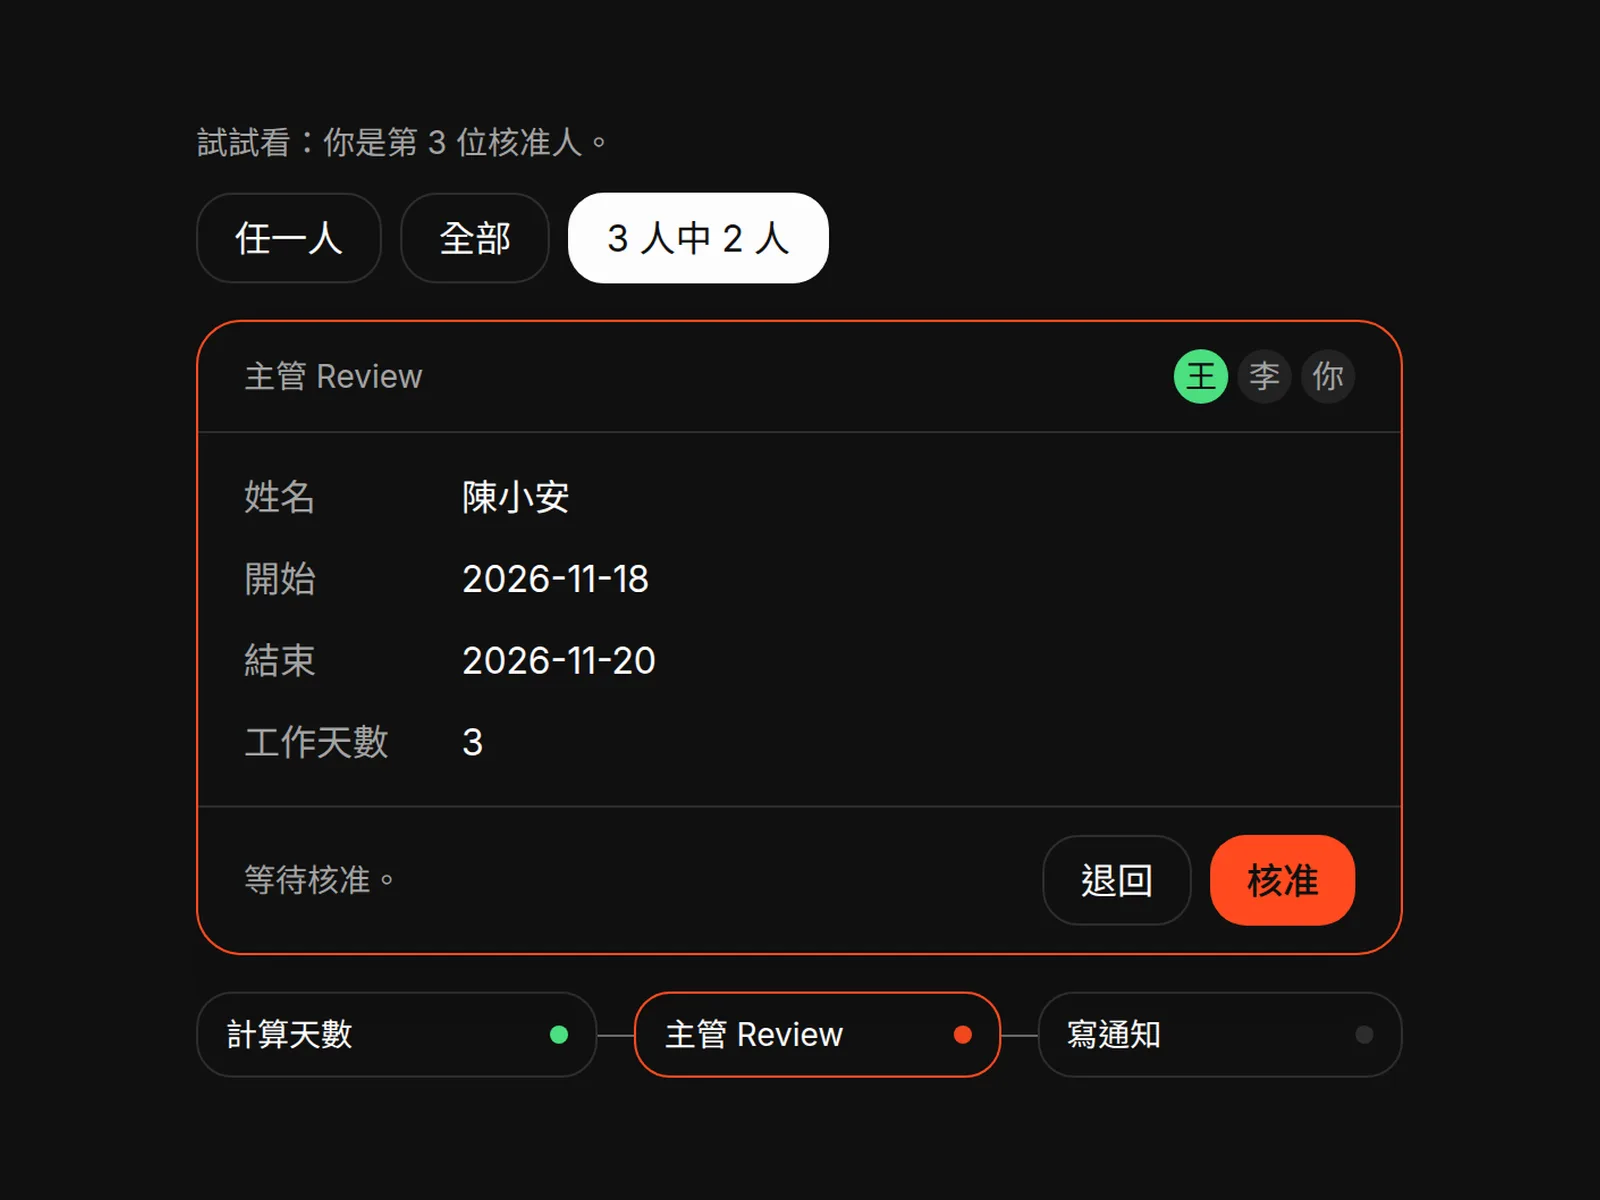 試試看：你是第 3 位核准人。
任一人 全部 3 人中 2 人
主管 Review 王 李 你
姓名 陳小安
開始 2026-11-18
結束 2026-11-20
工作天數 3
等待核准。 退回 核准
計算天數 主管 Review 寫通知